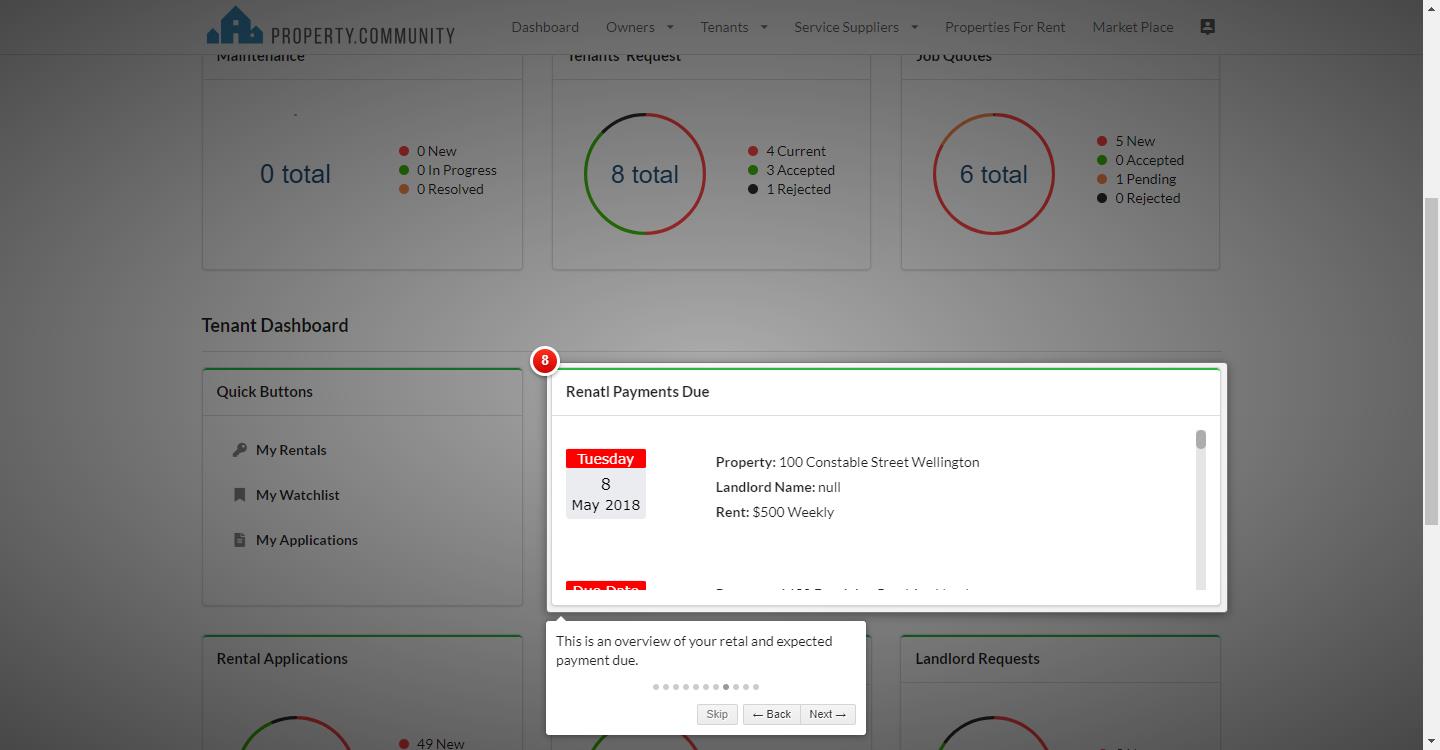 PROPERTY.COMMUNITY
Dashboard Owners Tenants Service Suppliers Properties For Rent Market Place
Maintenance Tenants' Request Job Quotes
0 total
0 New
0 In Progress
0 Resolved
8 total
4 Current
3 Accepted
1 Rejected
6 total
5 New
0 Accepted
1 Pending
0 Rejected
Tenant Dashboard
Quick Buttons
My Rentals
My Watchlist
My Applications
8
Renatl Payments Due
Tuesday
8
May 2018
Property: 100 Constable Street Wellington
Landlord Name: null
Rent: $500 Weekly
Due Date
This is an overview of your retal and expected
payment due.
Skip ← Back Next →
Rental Applications
49 New
Landlord Requests